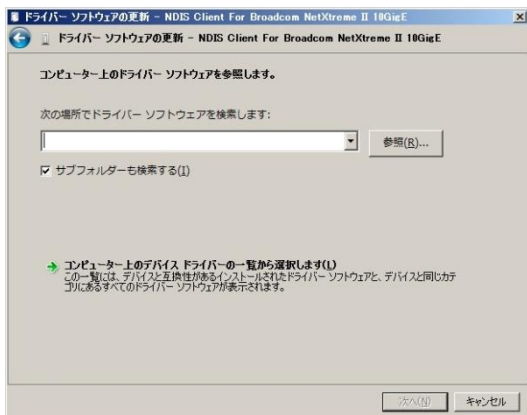 ドライバー ソフトウェアの更新 - NDIS Client For Broadcom NetXtreme II 10GigE
ドライバー ソフトウェアの更新 - NDIS Client For Broadcom NetXtreme II 10GigE
コンピューター上のドライバー ソフトウェアを参照します。
次の場所でドライバー ソフトウェアを検索します:
参照(R)...
サブフォルダーも検索する(I)
コンピューター上のデバイス ドライバーの一覧から選択します(L)
この一覧には、デバイスと互換性があるインストールされたドライバー ソフトウェアと、デバイスと同じカテ
ゴリにあるすべてのドライバー ソフトウェアが表示されます。
次へ(N)
キャンセル